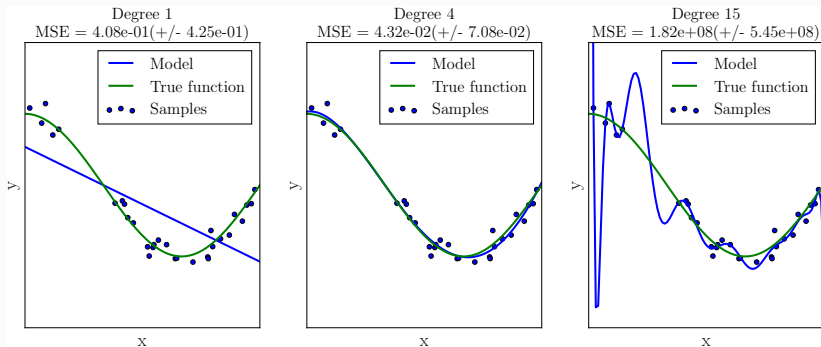 Degree 1
MSE = 4.08e-01(+/- 4.25e-01)
Model
True function
Samples
y
x
Degree 4
MSE = 4.32e-02(+/- 7.08e-02)
Model
True function
Samples
y
x
Degree 15
MSE = 1.82e+08(+/- 5.45e+08)
Model
True function
Samples
y
x